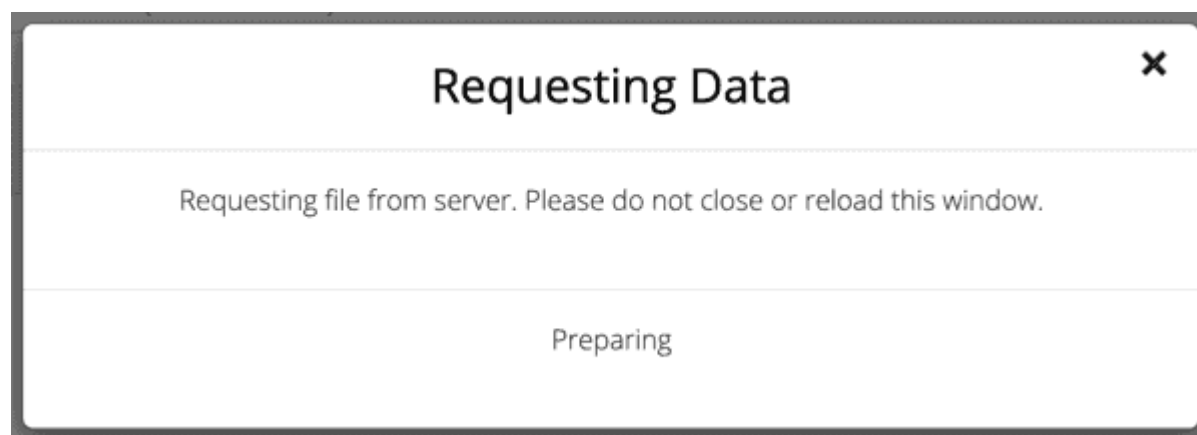 Requesting Data
Requesting file from server. Please do not close or reload this window.
Preparing